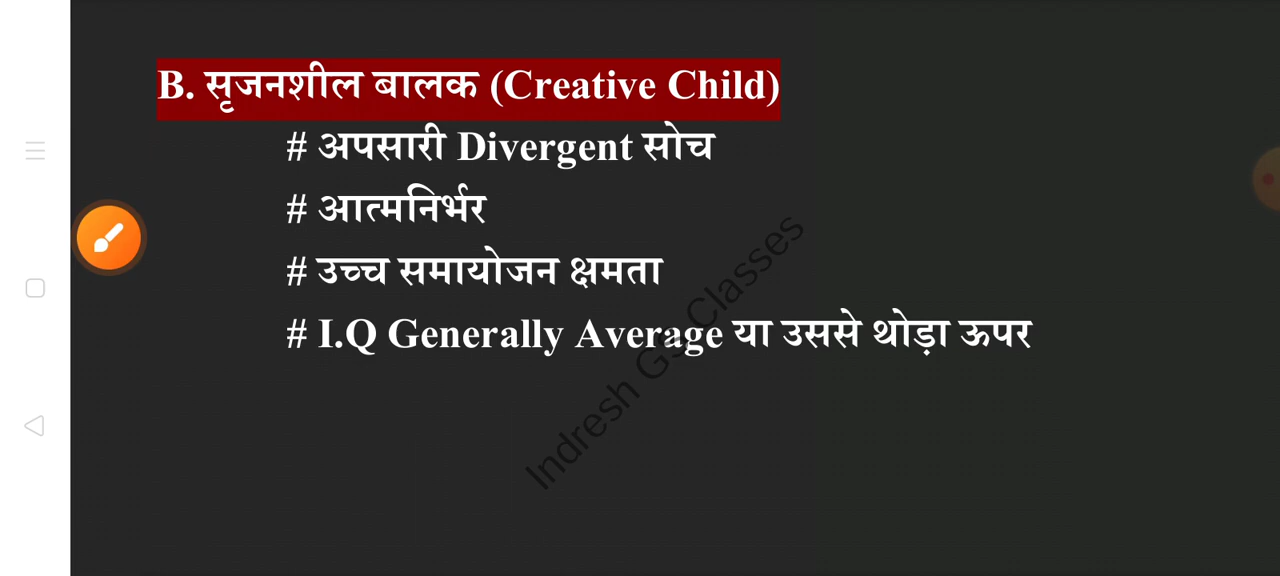 B. सृजनशील बालक (Creative Child)
# अपसारी Divergent सोच
# आत्मनिर्भर
# उच्च समायोजन क्षमता
# I.Q Generally Average या उससे थोड़ा ऊपर
Indresh GS Classes